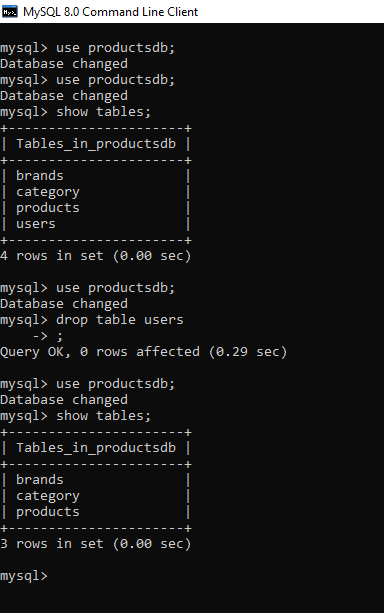 MySQL 8.0 Command Line Client
mysql> use productsdb;
Database changed
mysql> use productsdb;
Database changed
mysql> show tables;
+----------------------+
| Tables_in_productsdb |
+----------------------+
| brands               |
| category             |
| products             |
| users                |
+----------------------+
4 rows in set (0.00 sec)
mysql> use productsdb;
Database changed
mysql> drop table users
    -> ;
Query OK, 0 rows affected (0.29 sec)
mysql> use productsdb;
Database changed
mysql> show tables;
+----------------------+
| Tables_in_productsdb |
+----------------------+
| brands               |
| category             |
| products             |
+----------------------+
3 rows in set (0.00 sec)
mysql>